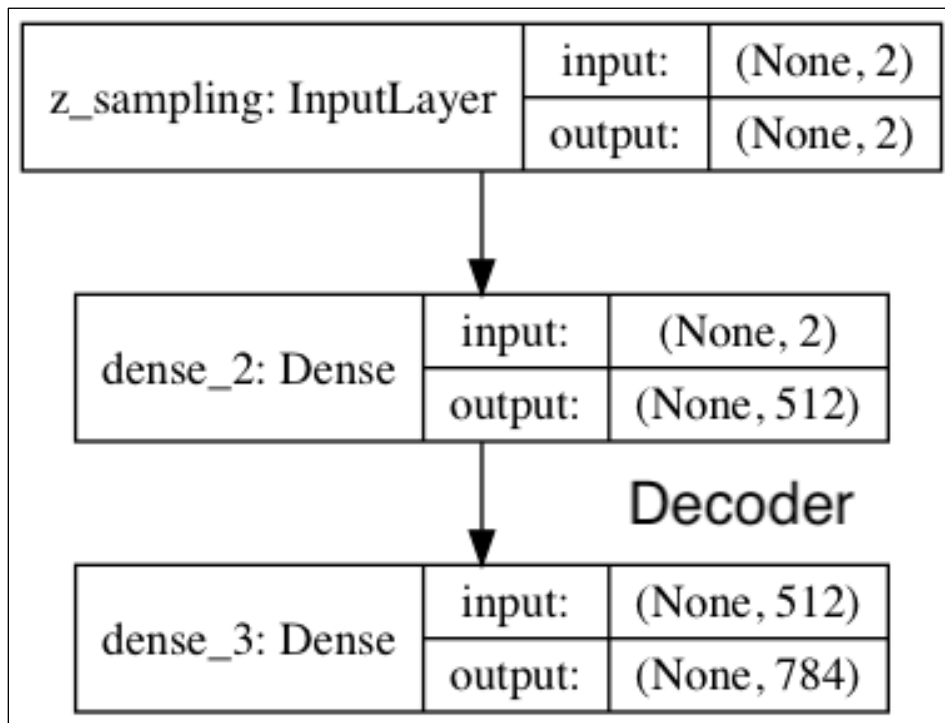 z_sampling: InputLayer
input: (None, 2)
output: (None, 2)
dense_2: Dense
input: (None, 2)
output: (None, 512)
Decoder
dense_3: Dense
input: (None, 512)
output: (None, 784)